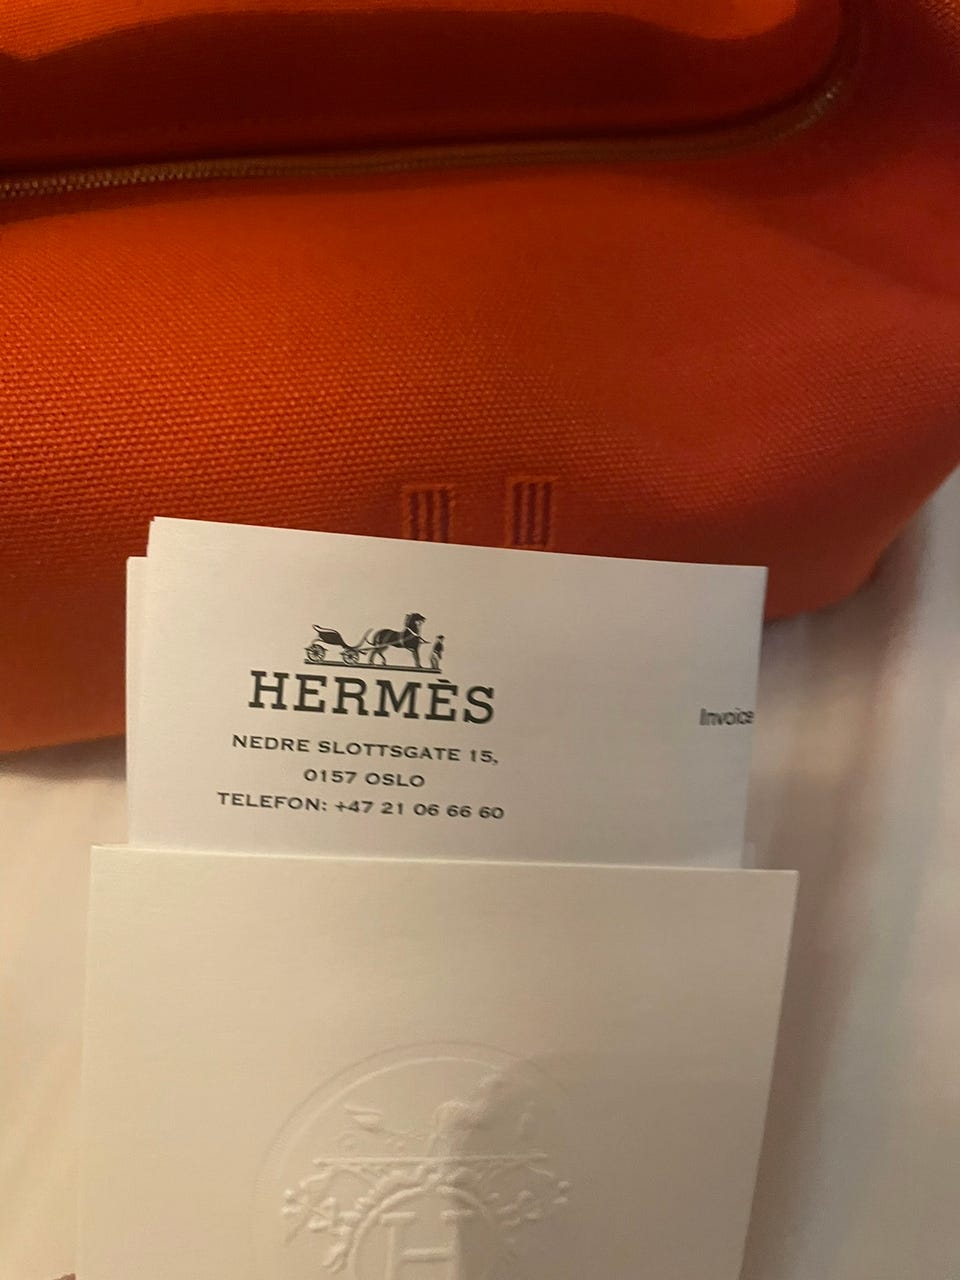 HERMÈS
NEDRE SLOTTSGATE 15,
0157 OSLO
TELEFON: +47 21 06 66 60
Invoice
H